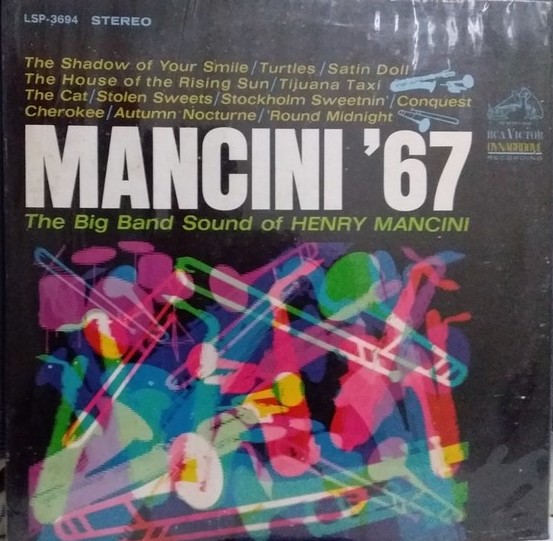 LSP-3694 STEREO
The Shadow of Your Smile/Turtles/Satin Doll
The House of the Rising Sun/Tijuana Taxi
The Cat/Stolen Sweets/Stockholm Sweetnin'/Conquest
Cherokee/Autumn Nocturne/'Round Midnight
RCA VICTOR
DYNAGROOVE
RECORDING
MANCINI '67
The Big Band Sound of HENRY MANCINI